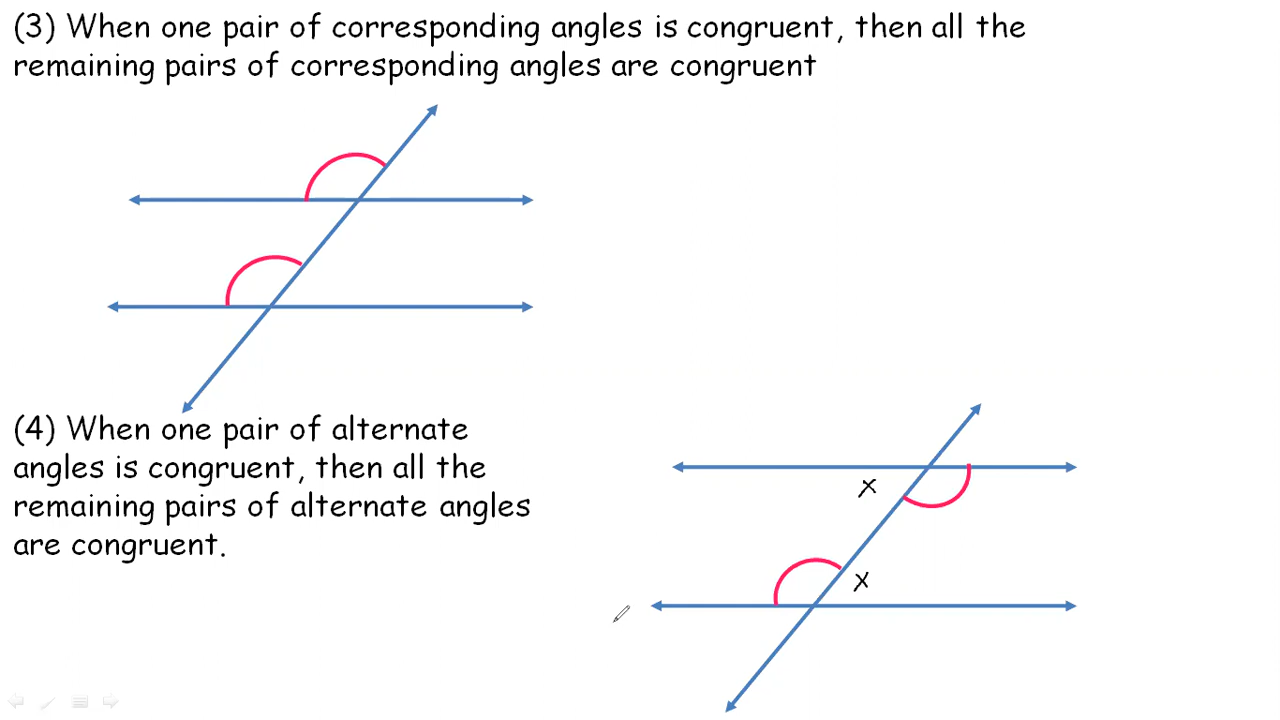 (3) When one pair of corresponding angles is congruent, then all the
remaining pairs of corresponding angles are congruent
(4) When one pair of alternate
angles is congruent, then all the
remaining pairs of alternate angles
are congruent.
x
x